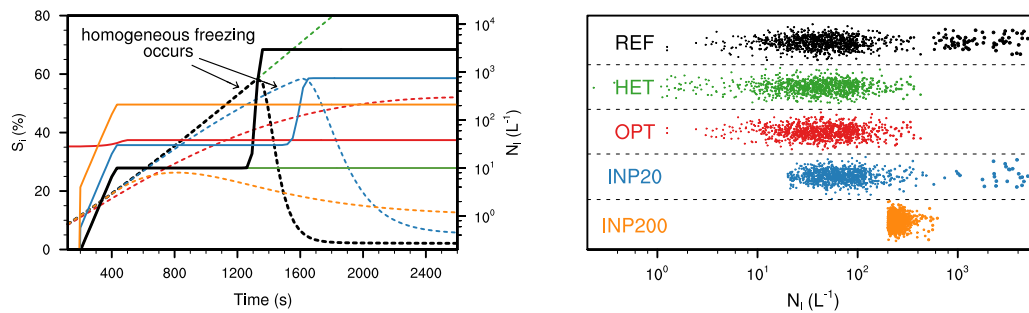 homogeneous freezing
occurs
S_i (%)
80
60
40
20
0
400
800
1200
1600
2000
2400
Time (s)
10^4
10^3
10^2
10^1
10^0
N_I (L^-1)
REF
HET
OPT
INP20
INP200
10^0
10^1
10^2
10^3
N_I (L^-1)